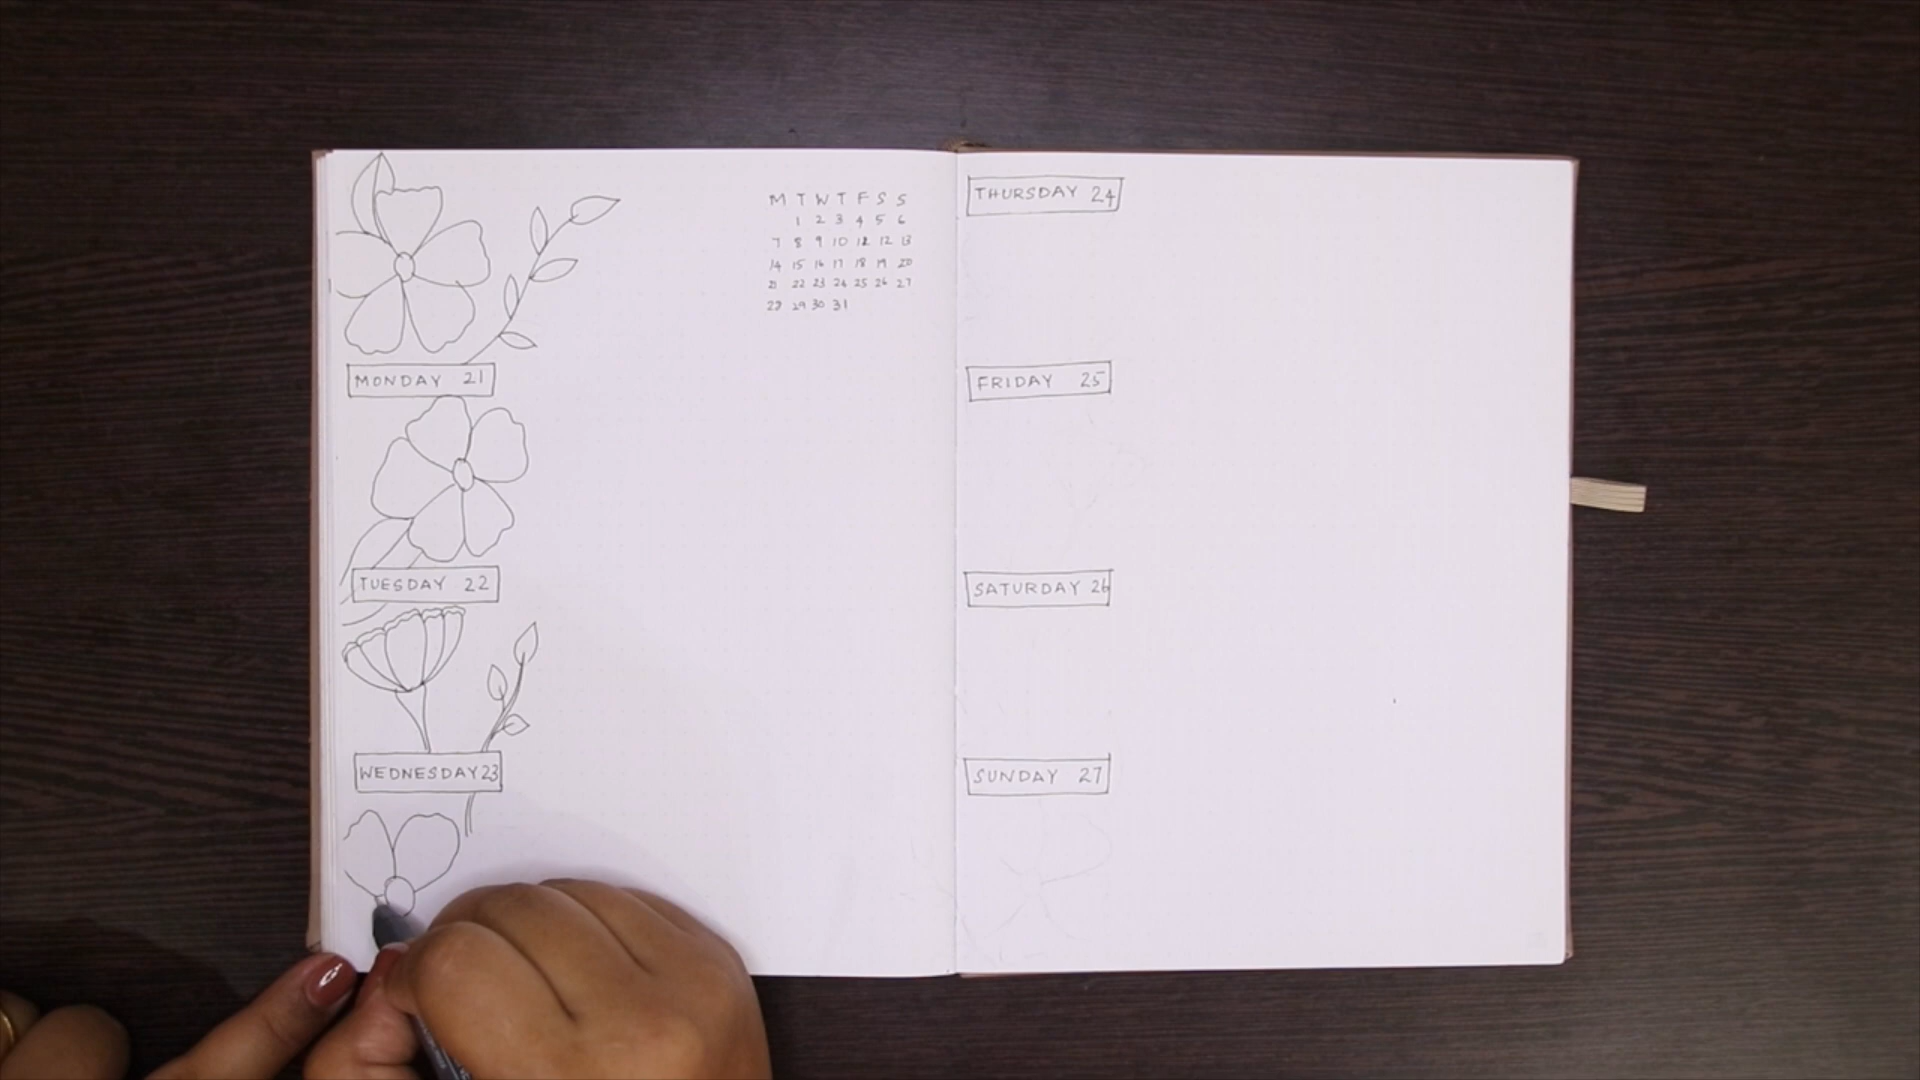 M T W T F S S
1 2 3 4 5 6
7 8 9 10 12 12 13
14 15 16 17 18 19 20
21 22 23 24 25 26 27
28 29 30 31
MONDAY 21
TUESDAY 22
WEDNESDAY 23
THURSDAY 24
FRIDAY 25
SATURDAY 26
SUNDAY 27